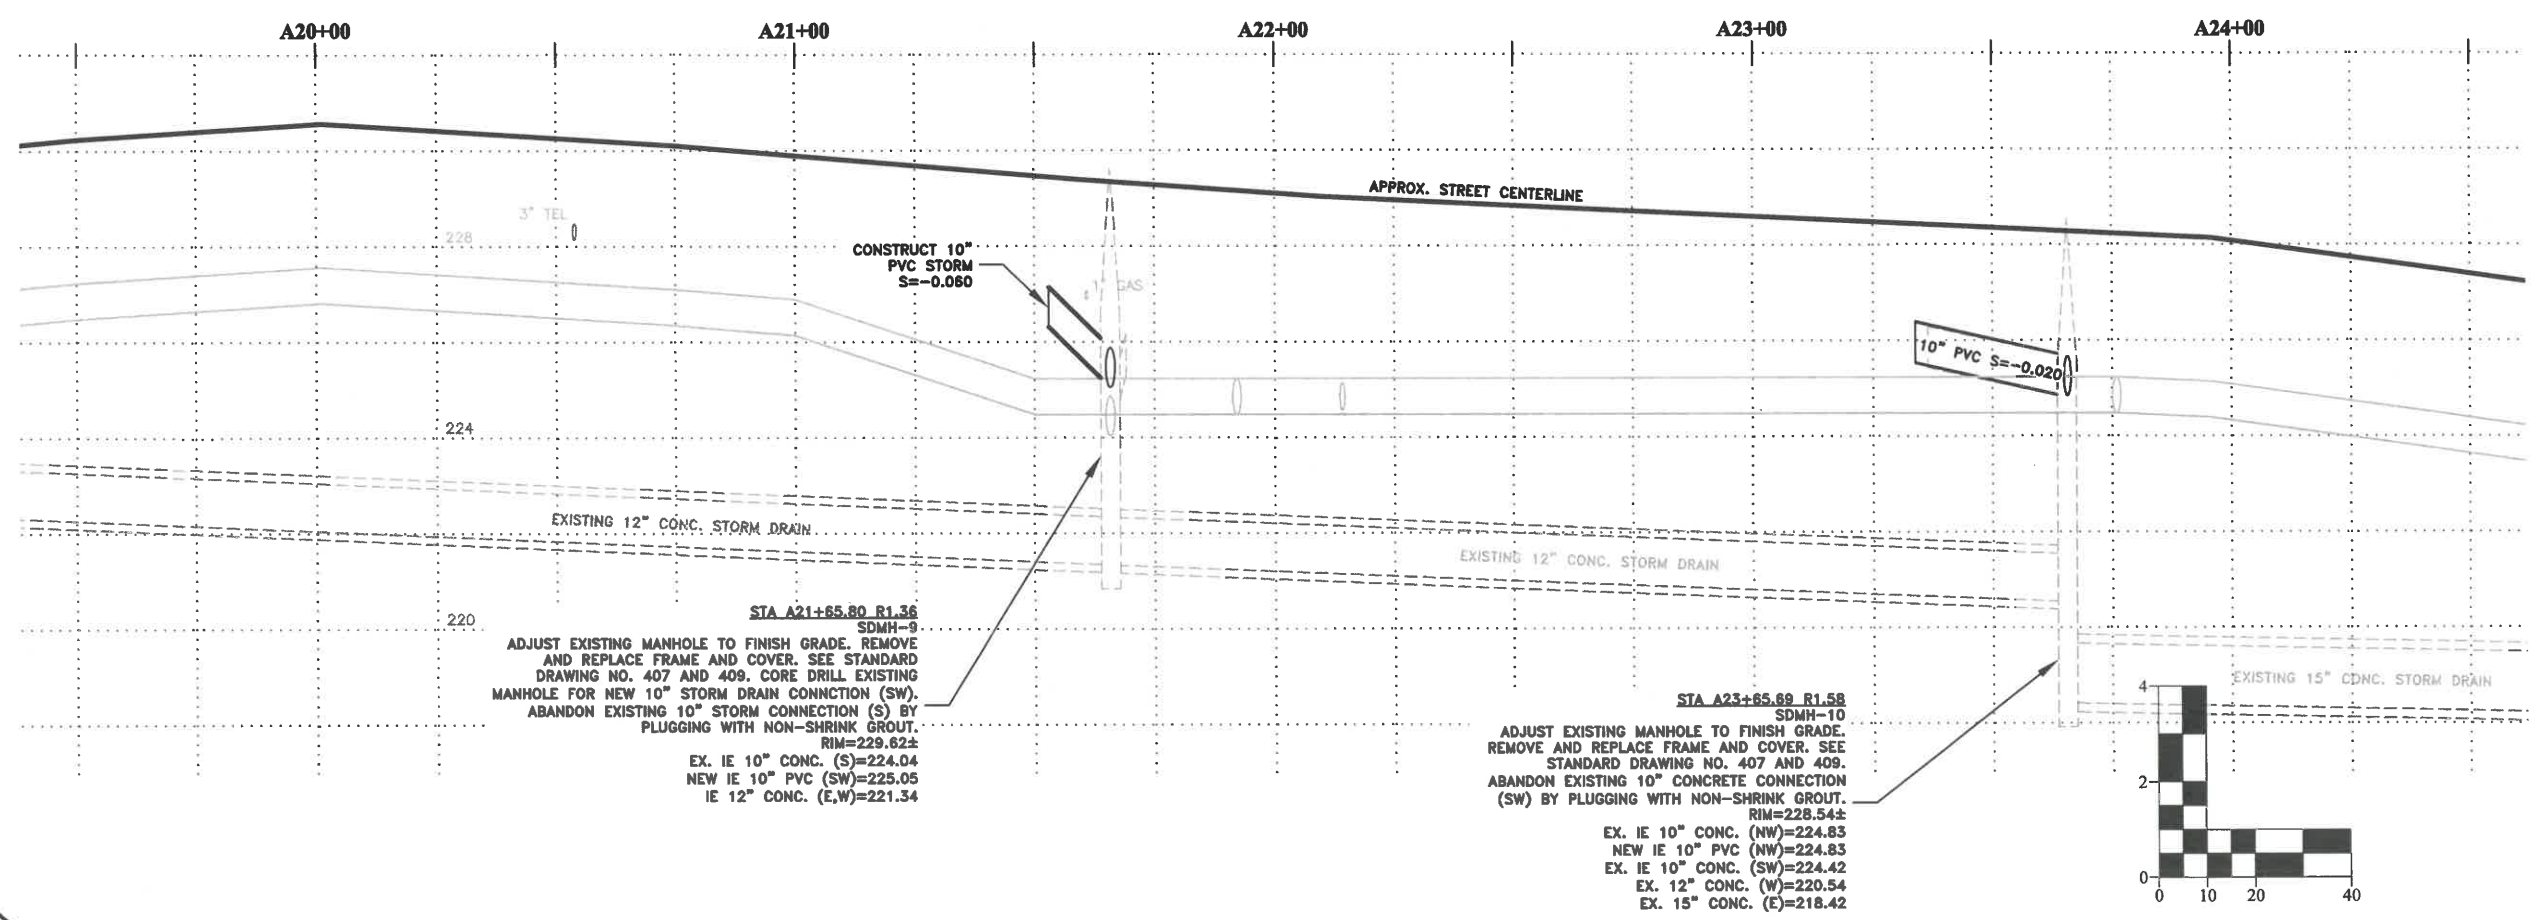 A20+00 A21+00 A22+00 A23+00 A24+00
APPROX. STREET CENTERLINE
3" TEL
228
CONSTRUCT 10"
PVC STORM
S=-0.060
1" GAS
10" PVC S=-0.020
224
EXISTING 12" CONC. STORM DRAIN
EXISTING 12" CONC. STORM DRAIN
220
STA A21+65.80 R1.36
SDMH-9
ADJUST EXISTING MANHOLE TO FINISH GRADE. REMOVE
AND REPLACE FRAME AND COVER. SEE STANDARD
DRAWING NO. 407 AND 409. CORE DRILL EXISTING
MANHOLE FOR NEW 10" STORM DRAIN CONNCTION (SW).
ABANDON EXISTING 10" STORM CONNECTION (S) BY
PLUGGING WITH NON-SHRINK GROUT.
RIM=229.62±
EX. IE 10" CONC. (S)=224.04
NEW IE 10" PVC (SW)=225.05
IE 12" CONC. (E,W)=221.34
STA A23+65.69 R1.58
SDMH-10
ADJUST EXISTING MANHOLE TO FINISH GRADE.
REMOVE AND REPLACE FRAME AND COVER. SEE
STANDARD DRAWING NO. 407 AND 409.
ABANDON EXISTING 10" CONCRETE CONNECTION
(SW) BY PLUGGING WITH NON-SHRINK GROUT.
RIM=228.54±
EX. IE 10" CONC. (NW)=224.83
NEW IE 10" PVC (NW)=224.83
EX. IE 10" CONC. (SW)=224.42
EX. 12" CONC. (W)=220.54
EX. 15" CONC. (E)=218.42
EXISTING 15" CONC. STORM DRAIN
4
2
0
0 10 20 40